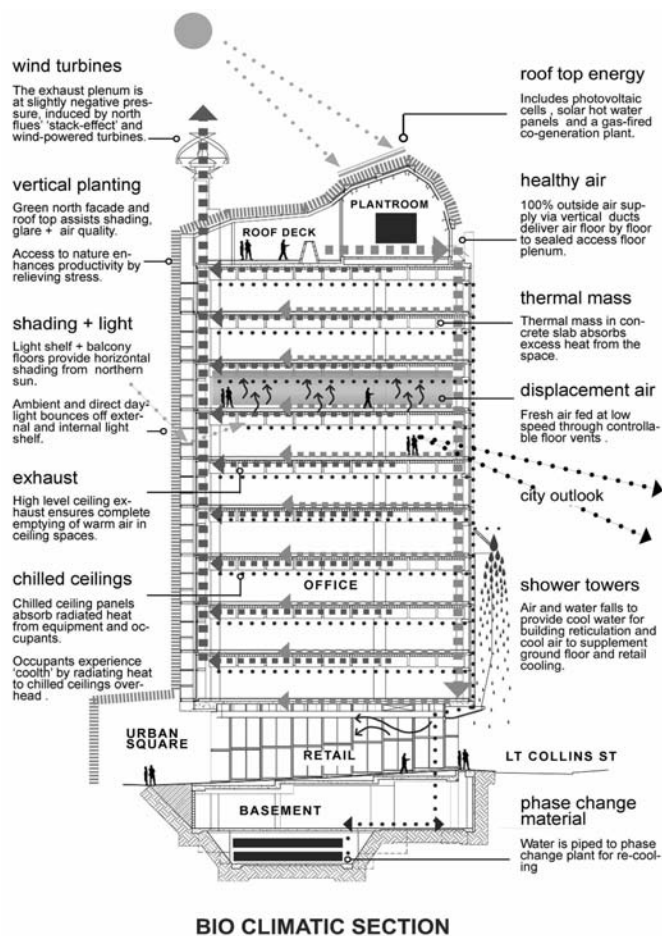 wind turbines
The exhaust plenum is
at slightly negative pres-
sure, induced by north
flues' 'stack-effect' and
wind-powered turbines.
vertical planting
Green north facade and
roof top assists shading,
glare + air quality.
Access to nature en-
hances productivity by
relieving stress.
shading + light
Light shelf + balcony
floors provide horizontal
shading from northern
sun.
Ambient and direct day-
light bounces off exter-
nal and internal light
shelf.
exhaust
High level ceiling ex-
haust ensures complete
emptying of warm air in
ceiling spaces.
chilled ceilings
Chilled ceiling panels
absorb radiated heat
from equipment and oc-
cupants.
Occupants experience
'coolth' by radiating heat
to chilled ceilings over-
head .
ROOF DECK
PLANTROOM
OFFICE
URBAN
SQUARE
RETAIL
LT COLLINS ST
BASEMENT
roof top energy
Includes photovoltaic
cells , solar hot water
panels and a gas-fired
co-generation plant.
healthy air
100% outside air sup-
ply via vertical ducts
deliver air floor by floor
to sealed access floor
plenum.
thermal mass
Thermal mass in con-
crete slab absorbs
excess heat from the
space.
displacement air
Fresh air fed at low
speed through controlla-
ble floor vents .
city outlook
shower towers
Air and water falls to
provide cool water for
building reticulation and
cool air to supplement
ground floor and retail
cooling.
phase change
material
Water is piped to phase
change plant for re-cool-
ing
BIO CLIMATIC SECTION